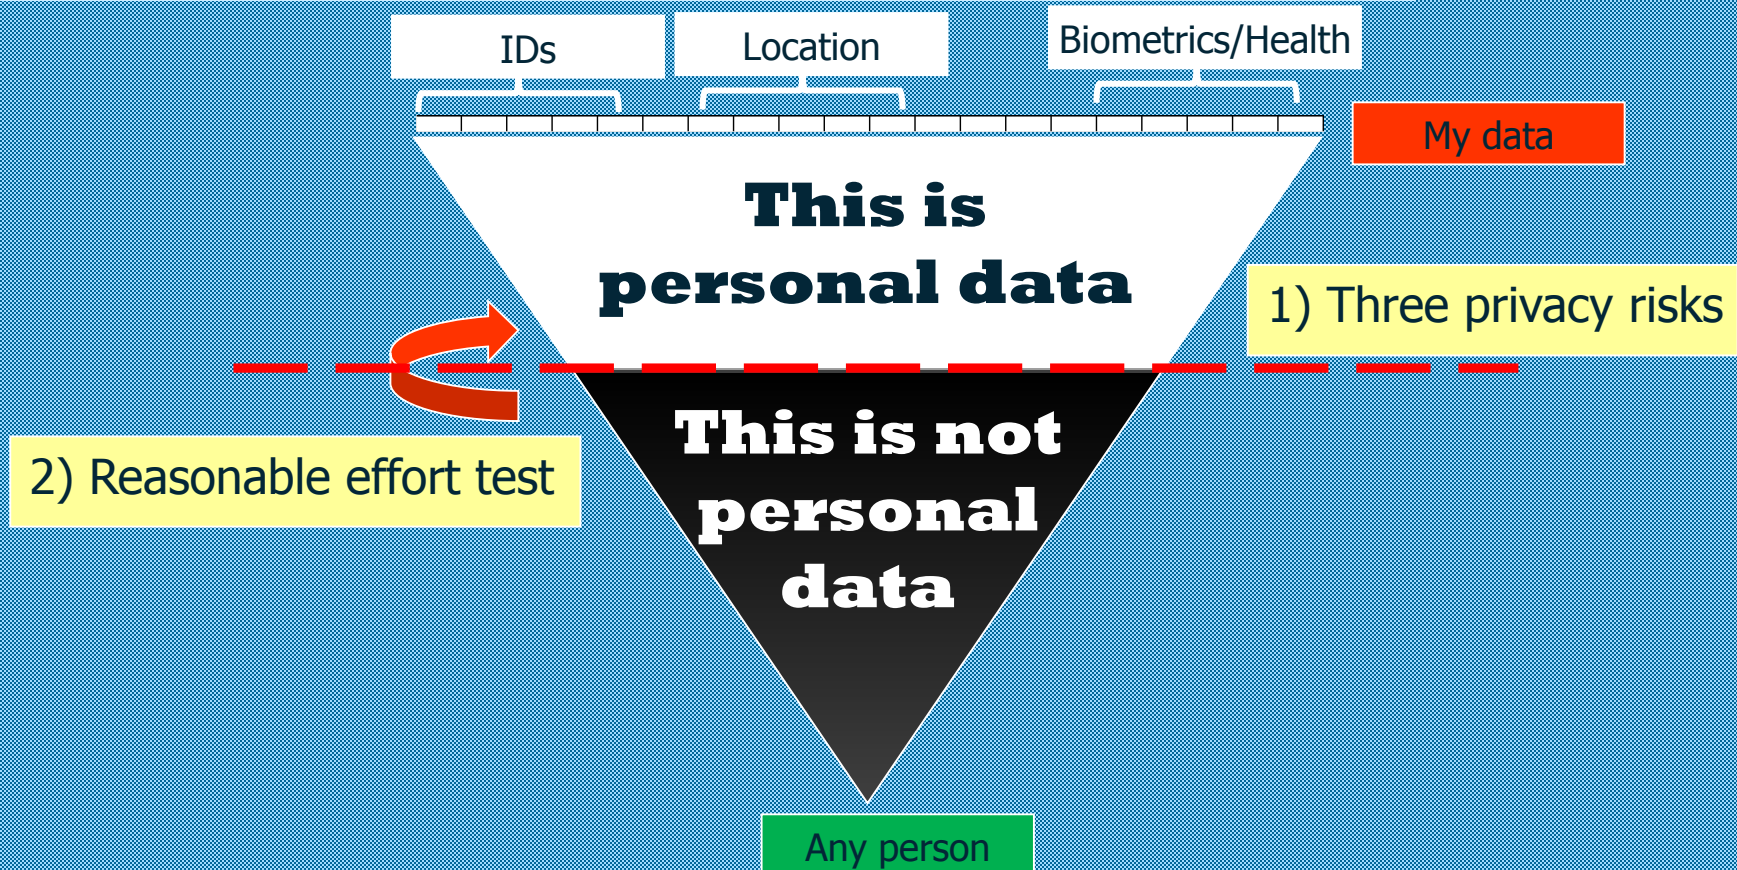 IDs
Location
Biometrics/Health
My data
This is
personal data
1) Three privacy risks
This is not
personal
data
2) Reasonable effort test
Any person